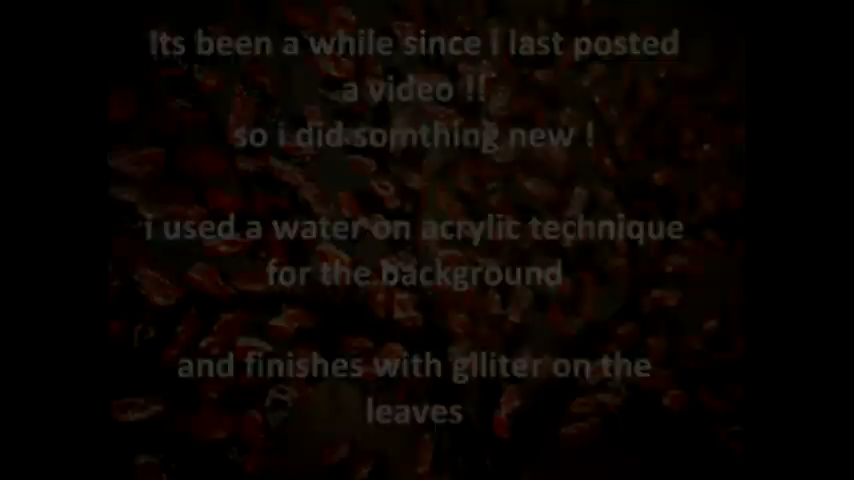 Its been a while since i last posted
a video !!
so i did somthing new !
i used a water on acrylic technique
for the background
and finishes with glliter on the
leaves